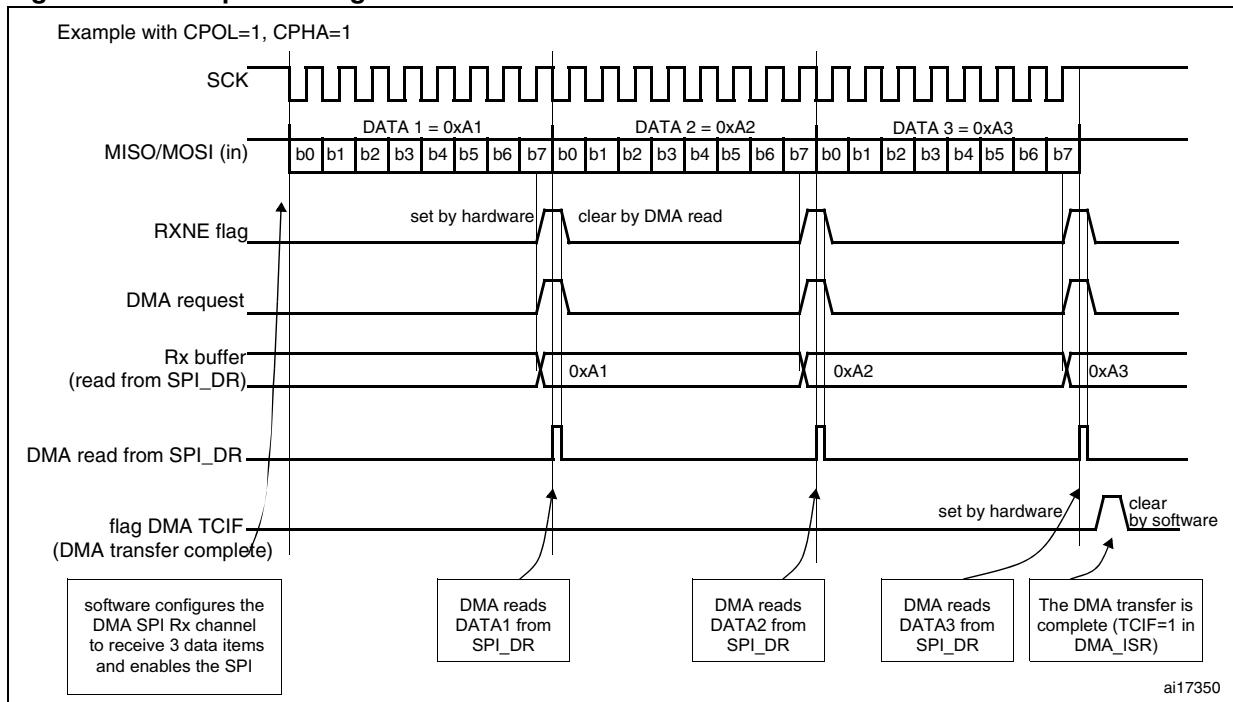 Example with CPOL=1, CPHA=1
SCK
DATA 1 = 0xA1 DATA 2 = 0xA2 DATA 3 = 0xA3
MISO/MOSI (in)
b0 b1 b2 b3 b4 b5 b6 b7 b0 b1 b2 b3 b4 b5 b6 b7 b0 b1 b2 b3 b4 b5 b6 b7
set by hardware clear by DMA read
RXNE flag
DMA request
Rx buffer
(read from SPI_DR)
0xA1 0xA2 0xA3
DMA read from SPI_DR
flag DMA TCIF
(DMA transfer complete)
set by hardware
clear
by software
software configures the
DMA SPI Rx channel
to receive 3 data items
and enables the SPI
DMA reads
DATA1 from
SPI_DR
DMA reads
DATA2 from
SPI_DR
DMA reads
DATA3 from
SPI_DR
The DMA transfer is
complete (TCIF=1 in
DMA_ISR)
ai17350